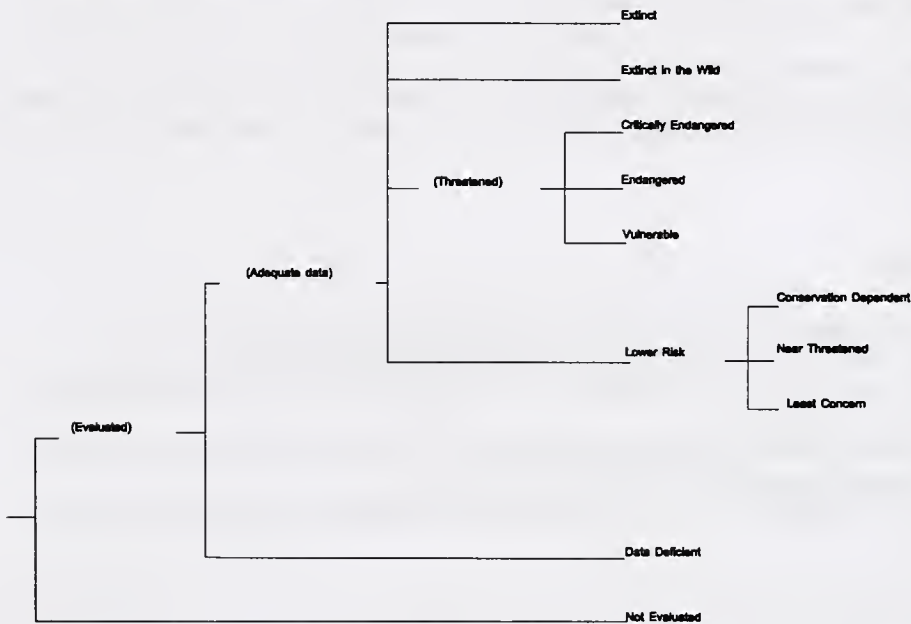 Extinct
Extinct in the Wild
Critically Endangered
(Threatened)
Endangered
Vulnerable
(Adequate data)
Conservation Dependent
Lower Risk
Near Threatened
Least Concern
(Evaluated)
Data Deficient
Not Evaluated